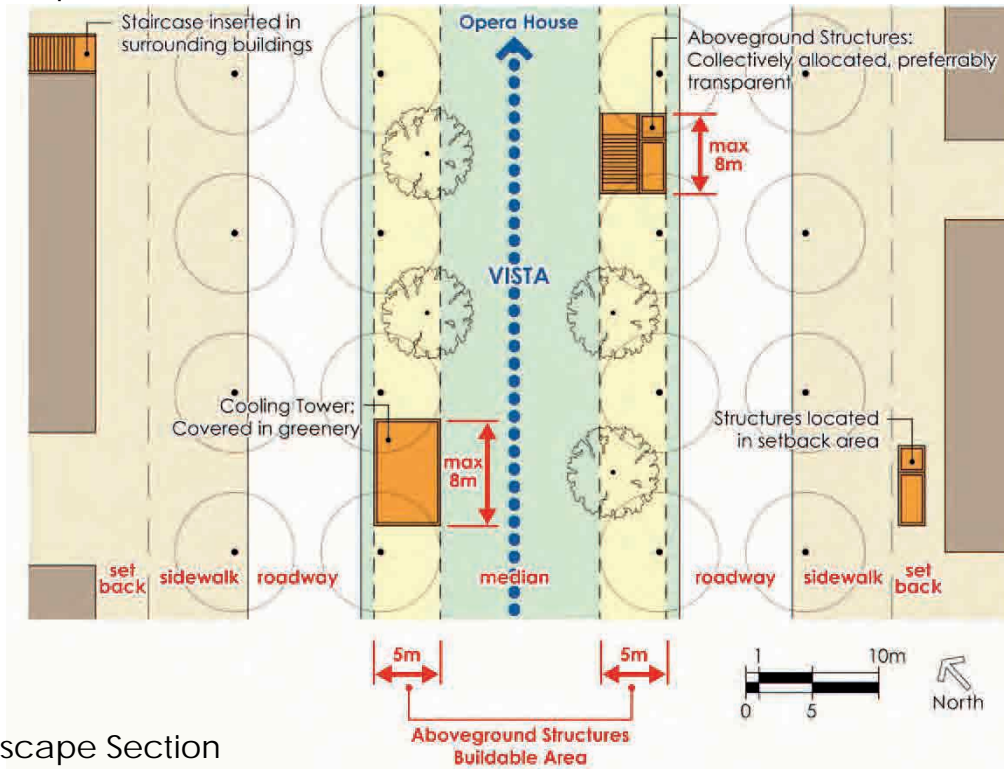 Staircase inserted in
surrounding buildings
Opera House
Aboveground Structures:
Collectively allocated, preferrably
transparent
max
8m
VISTA
Cooling Tower;
Covered in greenery
max
8m
Structures located
in setback area
set
back
sidewalk
roadway
median
roadway
sidewalk
set
back
5m
5m
Aboveground Structures
Buildable Area
1
10m
0
5
North
scape Section